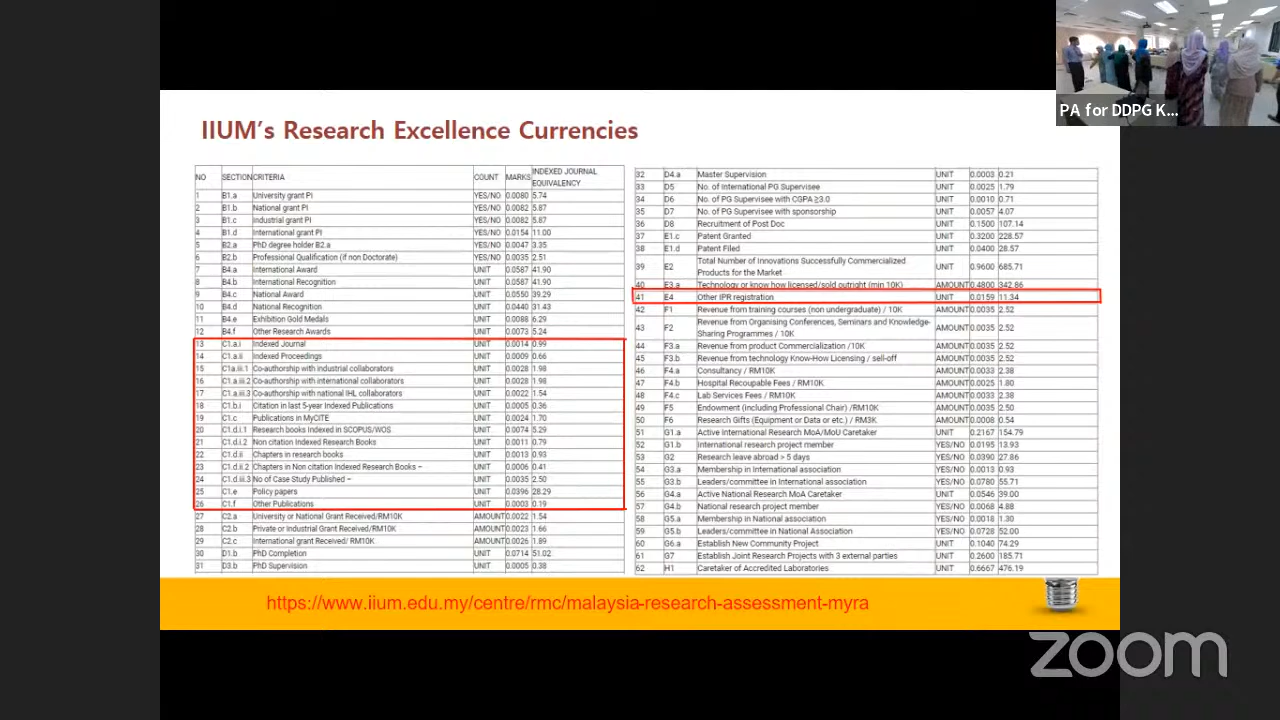 PA for DDPG K...
IIUM's Research Excellence Currencies
NO SECTION CRITERIA COUNT MARKS INDEXED JOURNAL EQUIVALENCY
1 B1.a University grant PI YES/NO 0.0080 5.74
2 B1.b National grant PI YES/NO 0.0082 5.87
3 B1.c Industrial grant PI YES/NO 0.0082 5.87
4 B1.d International grant PI YES/NO 0.0154 11.00
5 B2.a PhD degree holder B2.a YES/NO 0.0047 3.35
6 B2.b Professional Qualification (if non Doctorate) YES/NO 0.0035 2.51
7 B4.a International Award UNIT 0.0587 41.90
8 B4.b International Recognition UNIT 0.0587 41.90
9 B4.c National Award UNIT 0.0550 39.29
10 B4.d National Recognition UNIT 0.0440 31.43
11 B4.e Exhibition Gold Medals UNIT 0.0088 6.29
12 B4.f Other Research Awards UNIT 0.0073 5.24
13 C1.a.i Indexed Journal UNIT 0.0014 0.99
14 C1.a.ii Indexed Proceedings UNIT 0.0009 0.66
15 C1a.iii.1 Co-authorship with industrial collaborators UNIT 0.0028 1.98
16 C1.a.iii.2 Co-authorship with international collaborators UNIT 0.0028 1.98
17 C1.a.iii.3 Co-authorship with national IHL collaborators UNIT 0.0022 1.54
18 C1.b.i Citation in last 5-year Indexed Publications UNIT 0.0005 0.36
19 C1.c Publications in MyCITE UNIT 0.0024 1.70
20 C1.d.i.1 Research books Indexed in SCOPUS/WOS UNIT 0.0074 5.29
21 C1.d.i.2 Non citation Indexed Research Books UNIT 0.0011 0.79
22 C1.d.ii Chapters in research books UNIT 0.0013 0.93
23 C1.d.ii.2 Chapters in Non citation Indexed Research Books – UNIT 0.0006 0.41
24 C1.d.iii.3 No of Case Study Published – UNIT 0.0035 2.50
25 C1.e Policy papers UNIT 0.0396 28.29
26 C1.f Other Publications UNIT 0.0003 0.19
27 C2.a University or National Grant Received/RM10K AMOUNT 0.0022 1.54
28 C2.b Private or Industrial Grant Received/RM10K AMOUNT 0.0023 1.66
29 C2.c International grant Received/ RM10K AMOUNT 0.0026 1.89
30 D1.b PhD Completion UNIT 0.0714 51.02
31 D3.b PhD Supervision UNIT 0.0005 0.38
32 D4.a Master Supervision UNIT 0.0003 0.21
33 D5 No. of International PG Supervisee UNIT 0.0025 1.79
34 D6 No. of PG Supervisee with CGPA ≥3.0 UNIT 0.0010 0.71
35 D7 No. of PG Supervisee with sponsorship UNIT 0.0057 4.07
36 D8 Recruitment of Post Doc UNIT 0.1500 107.14
37 E1.c Patent Granted UNIT 0.3200 228.57
38 E1.d Patent Filed UNIT 0.0400 28.57
39 E2 Total Number of Innovations Successfully Commercialized Products for the Market UNIT 0.9600 685.71
40 E3.a Technology or know how licensed/sold outright (min 10K) AMOUNT 0.4800 342.86
41 E4 Other IPR registration UNIT 0.0159 11.34
42 F1 Revenue from training courses (non undergraduate) / 10K AMOUNT 0.0035 2.52
43 F2 Revenue from Organising Conferences, Seminars and Knowledge-Sharing Programmes / 10K AMOUNT 0.0035 2.52
44 F3.a Revenue from product Commercialization /10K AMOUNT 0.0035 2.52
45 F3.b Revenue from technology Know-How Licensing / sell-off AMOUNT 0.0035 2.52
46 F4.a Consultancy / RM10K AMOUNT 0.0033 2.38
47 F4.b Hospital Recoupable Fees / RM10K AMOUNT 0.0025 1.80
48 F4.c Lab Services Fees / RM10K AMOUNT 0.0033 2.38
49 F5 Endowment (including Professional Chair) /RM10K AMOUNT 0.0035 2.50
50 F6 Research Gifts (Equipment or Data or etc.) / RM3K AMOUNT 0.0008 0.54
51 G1.a Active International Research MoA/MoU Caretaker UNIT 0.2167 154.79
52 G1.b International research project member YES/NO 0.0195 13.93
53 G2 Research leave abroad > 5 days YES/NO 0.0390 27.86
54 G3.a Membership in International association YES/NO 0.0013 0.93
55 G3.b Leaders/committee in International association YES/NO 0.0780 55.71
56 G4.a Active National Research MoA Caretaker UNIT 0.0546 39.00
57 G4.b National research project member YES/NO 0.0068 4.88
58 G5.a Membership in National association YES/NO 0.0018 1.30
59 G5.b Leaders/committee in National Association YES/NO 0.0728 52.00
60 G6.a Establish New Community Project UNIT 0.1040 74.29
61 G7 Establish Joint Research Projects with 3 external parties UNIT 0.2600 185.71
62 H1 Caretaker of Accredited Laboratories UNIT 0.6667 476.19
https://www.iium.edu.my/centre/rmc/malaysia-research-assessment-myra
zoom